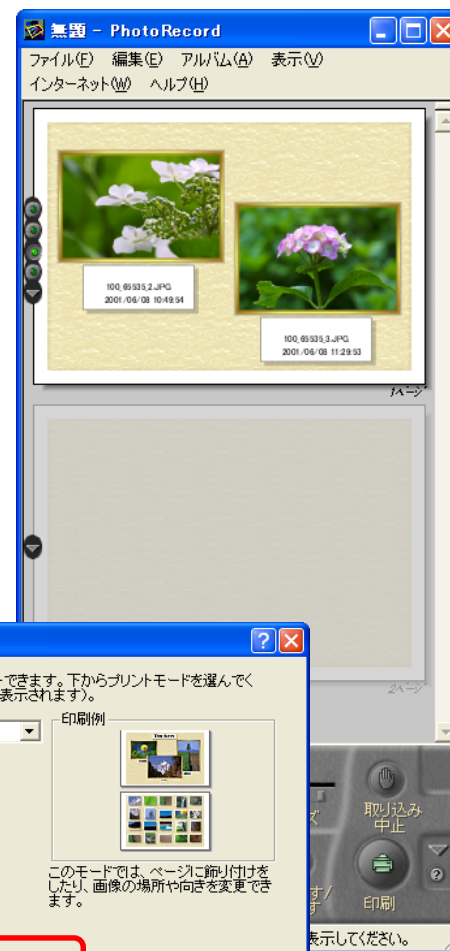 無題 - PhotoRecord
ファイル(F) 編集(E) アルバム(A) 表示(V)
インターネット(W) ヘルプ(H)
100_65535_2.JPG
2001/06/08 10:49:54
100_65535_3.JPG
2001/06/08 11:29:53
1ページ
2ページ
できます。下からプリントモードを選んでく
表示されます)。
印刷例
このモードでは、ページに飾り付けを
したり、画像の場所や向きを変更でき
ます。
ズ
取り込み
中止
す/
す
印刷
表示してください。